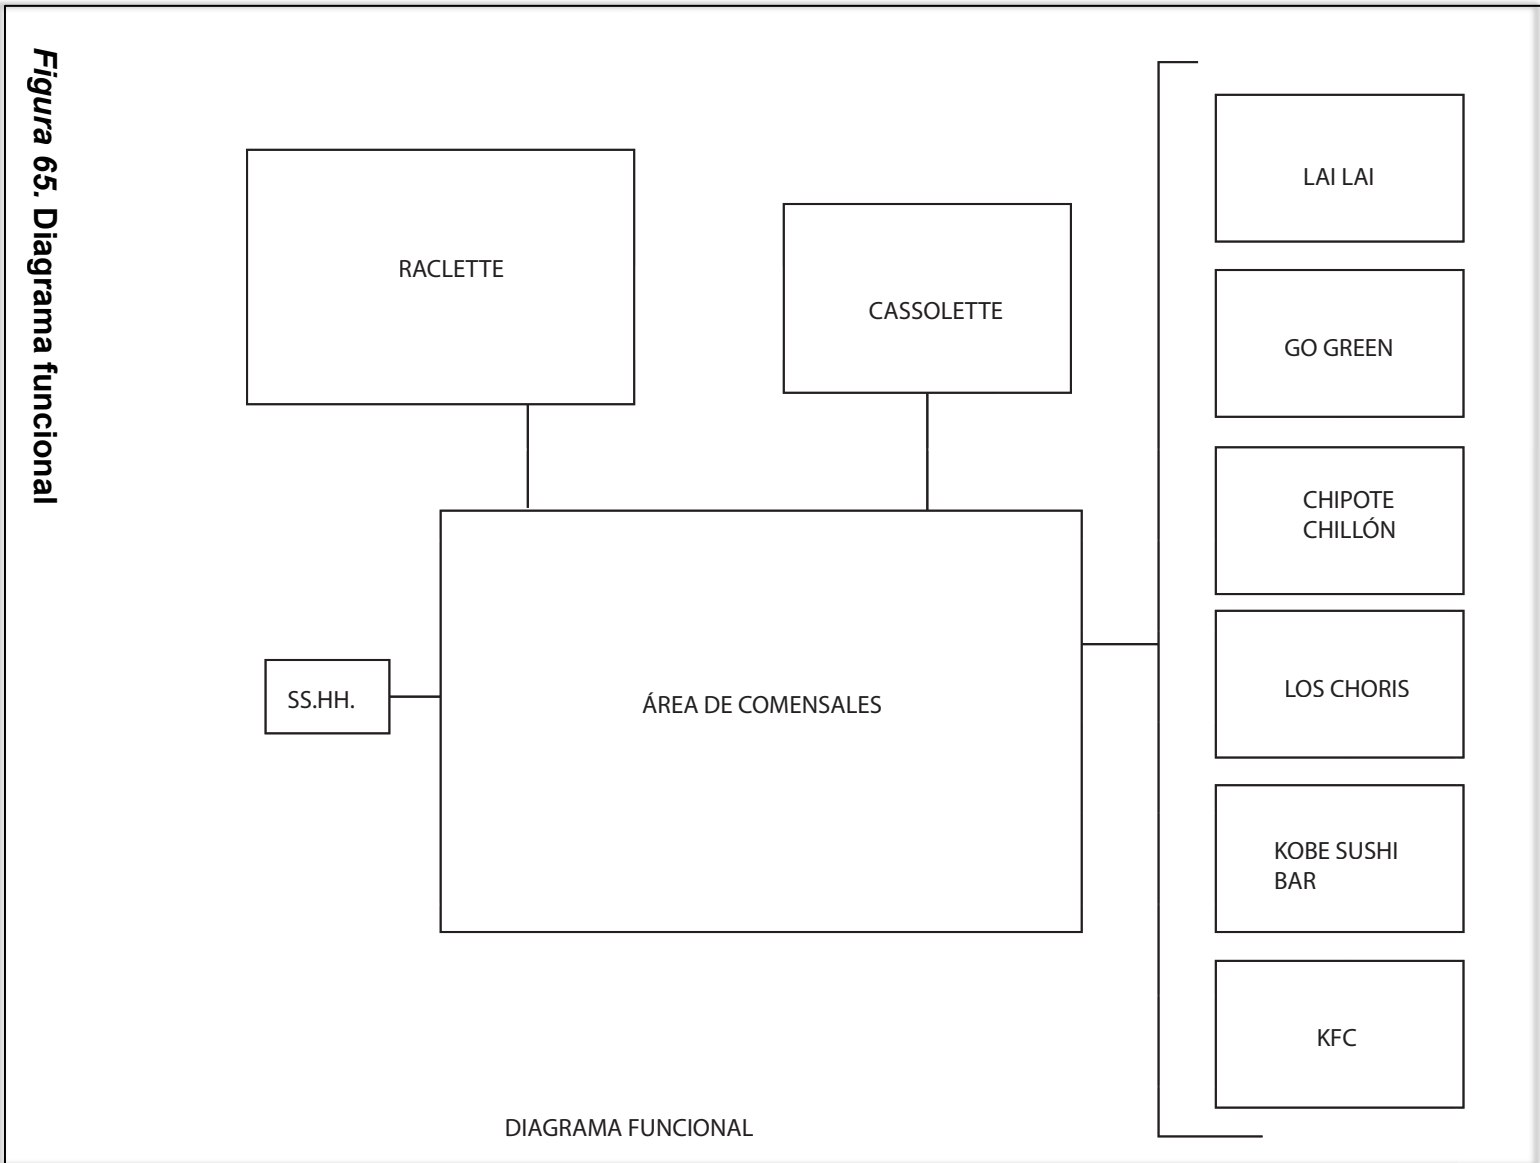 Figura 65. Diagrama funcional
RACLETTE
CASSOLETTE
LAI LAI
GO GREEN
CHIPOTE
CHILLÓN
LOS CHORIS
KOBE SUSHI
BAR
KFC
SS.HH.
ÁREA DE COMENSALES
DIAGRAMA FUNCIONAL